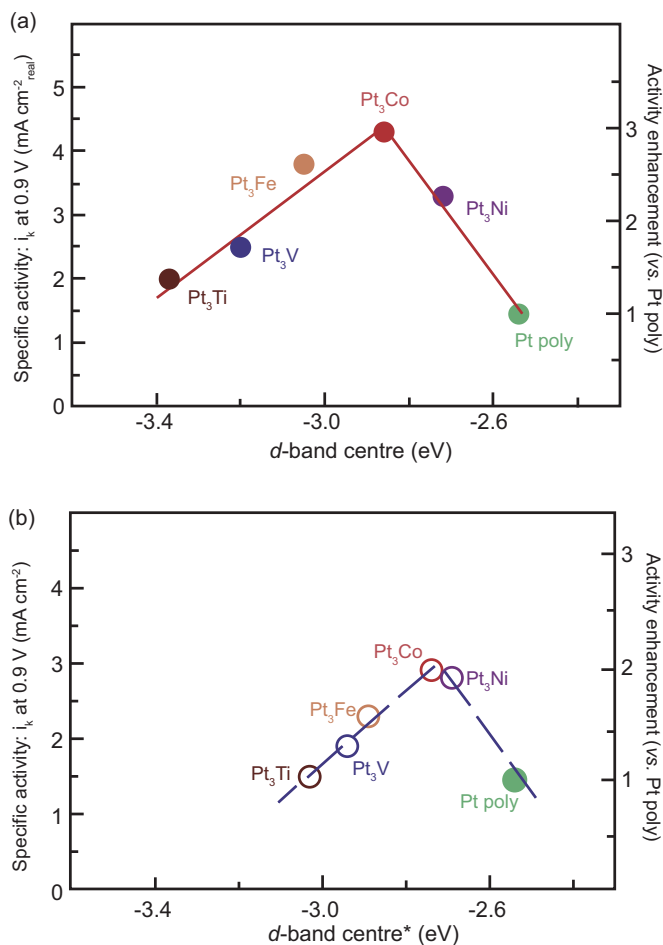 (a)
Specific activity: iₖ at 0.9 V (mA cm⁻²real)
5
4
3
2
1
0
Pt₃Co
Pt₃Fe
Pt₃Ni
Pt₃V
Pt₃Ti
Pt poly
3
2
1
Activity enhancement (vs. Pt poly)
-3.4
-3.0
-2.6
d-band centre (eV)
(b)
Specific activity: iₖ at 0.9 V (mA cm⁻²)
4
3
2
1
0
Pt₃Co
Pt₃Ni
Pt₃Fe
Pt₃V
Pt₃Ti
Pt poly
3
2
1
Activity enhancement (vs. Pt poly)
-3.4
-3.0
-2.6
d-band centre* (eV)